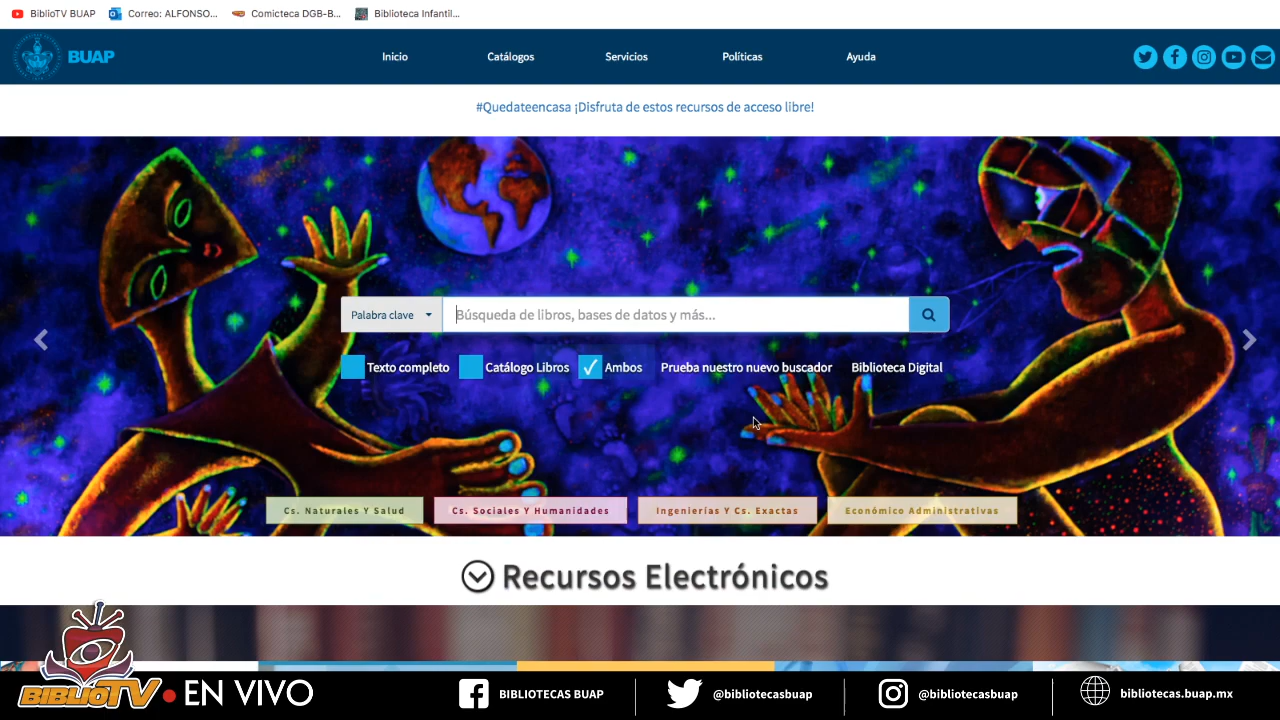 BiblioTV BUAP
Correo: ALFONSO...
Comicteca DGB-B...
Biblioteca Infantil...
BUAP
Inicio
Catálogos
Servicios
Políticas
Ayuda
#Quedateencasa ¡Disfruta de estos recursos de acceso libre!
Palabra clave
Búsqueda de libros, bases de datos y más...
Texto completo
Catálogo Libros
Ambos
Prueba nuestro nuevo buscador
Biblioteca Digital
Cs. Naturales Y Salud
Cs. Sociales Y Humanidades
Ingenierías Y Cs. Exactas
Económico Administrativas
Recursos Electrónicos
BIBLIOTV
EN VIVO
BIBLIOTECAS BUAP
@bibliotecasbuap
@bibliotecasbuap
bibliotecas.buap.mx